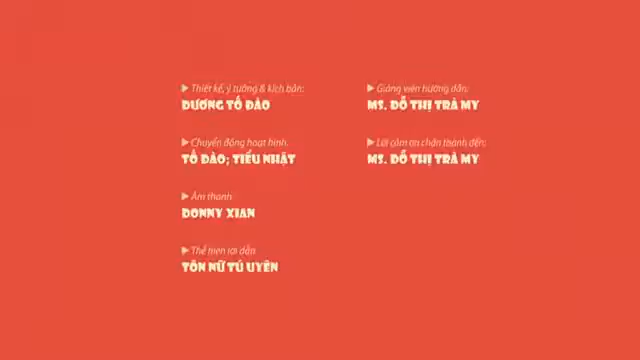 Thiết kế, ý tưởng & kịch bản:
DƯƠNG TỐ ĐÀO
Chuyển động hoạt hình:
TỐ ĐÀO; TIỂU NHẬT
Âm thanh:
DONNY XIAN
Thể hiện lời dẫn:
TÔN NỮ TÚ UYÊN
Giảng viên hướng dẫn:
MS. ĐỖ THỊ TRÀ MY
Lời cảm ơn chân thành đến:
MS. ĐỖ THỊ TRÀ MY